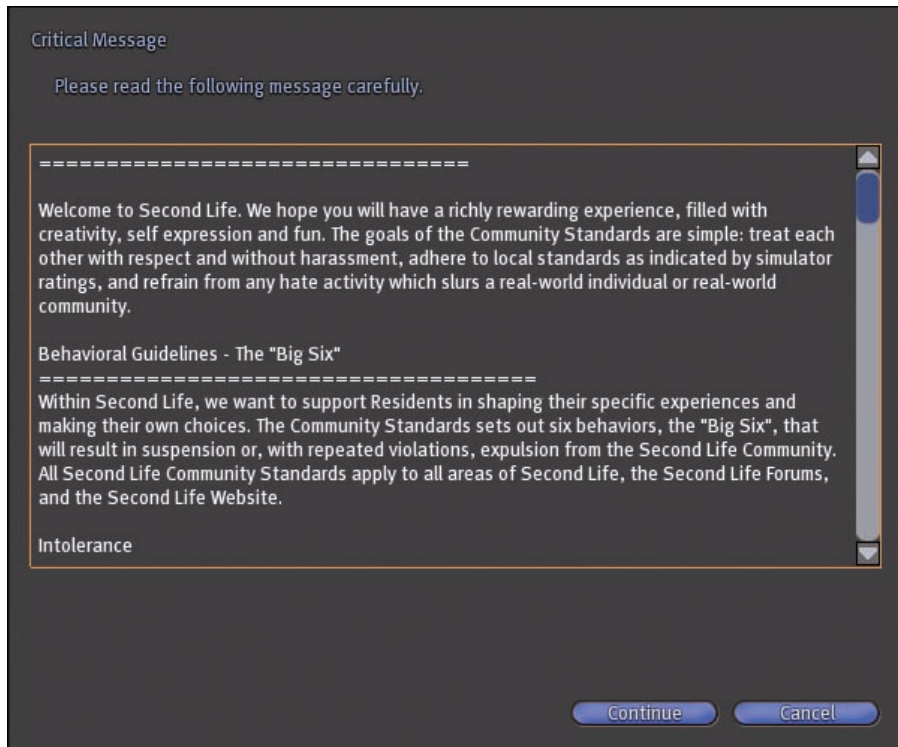 Critical Message
Please read the following message carefully.
================================
Welcome to Second Life. We hope you will have a richly rewarding experience, filled with
creativity, self expression and fun. The goals of the Community Standards are simple: treat each
other with respect and without harassment, adhere to local standards as indicated by simulator
ratings, and refrain from any hate activity which slurs a real-world individual or real-world
community.
Behavioral Guidelines - The "Big Six"
=====================================
Within Second Life, we want to support Residents in shaping their specific experiences and
making their own choices. The Community Standards sets out six behaviors, the "Big Six", that
will result in suspension or, with repeated violations, expulsion from the Second Life Community.
All Second Life Community Standards apply to all areas of Second Life, the Second Life Forums,
and the Second Life Website.
Intolerance
Continue Cancel